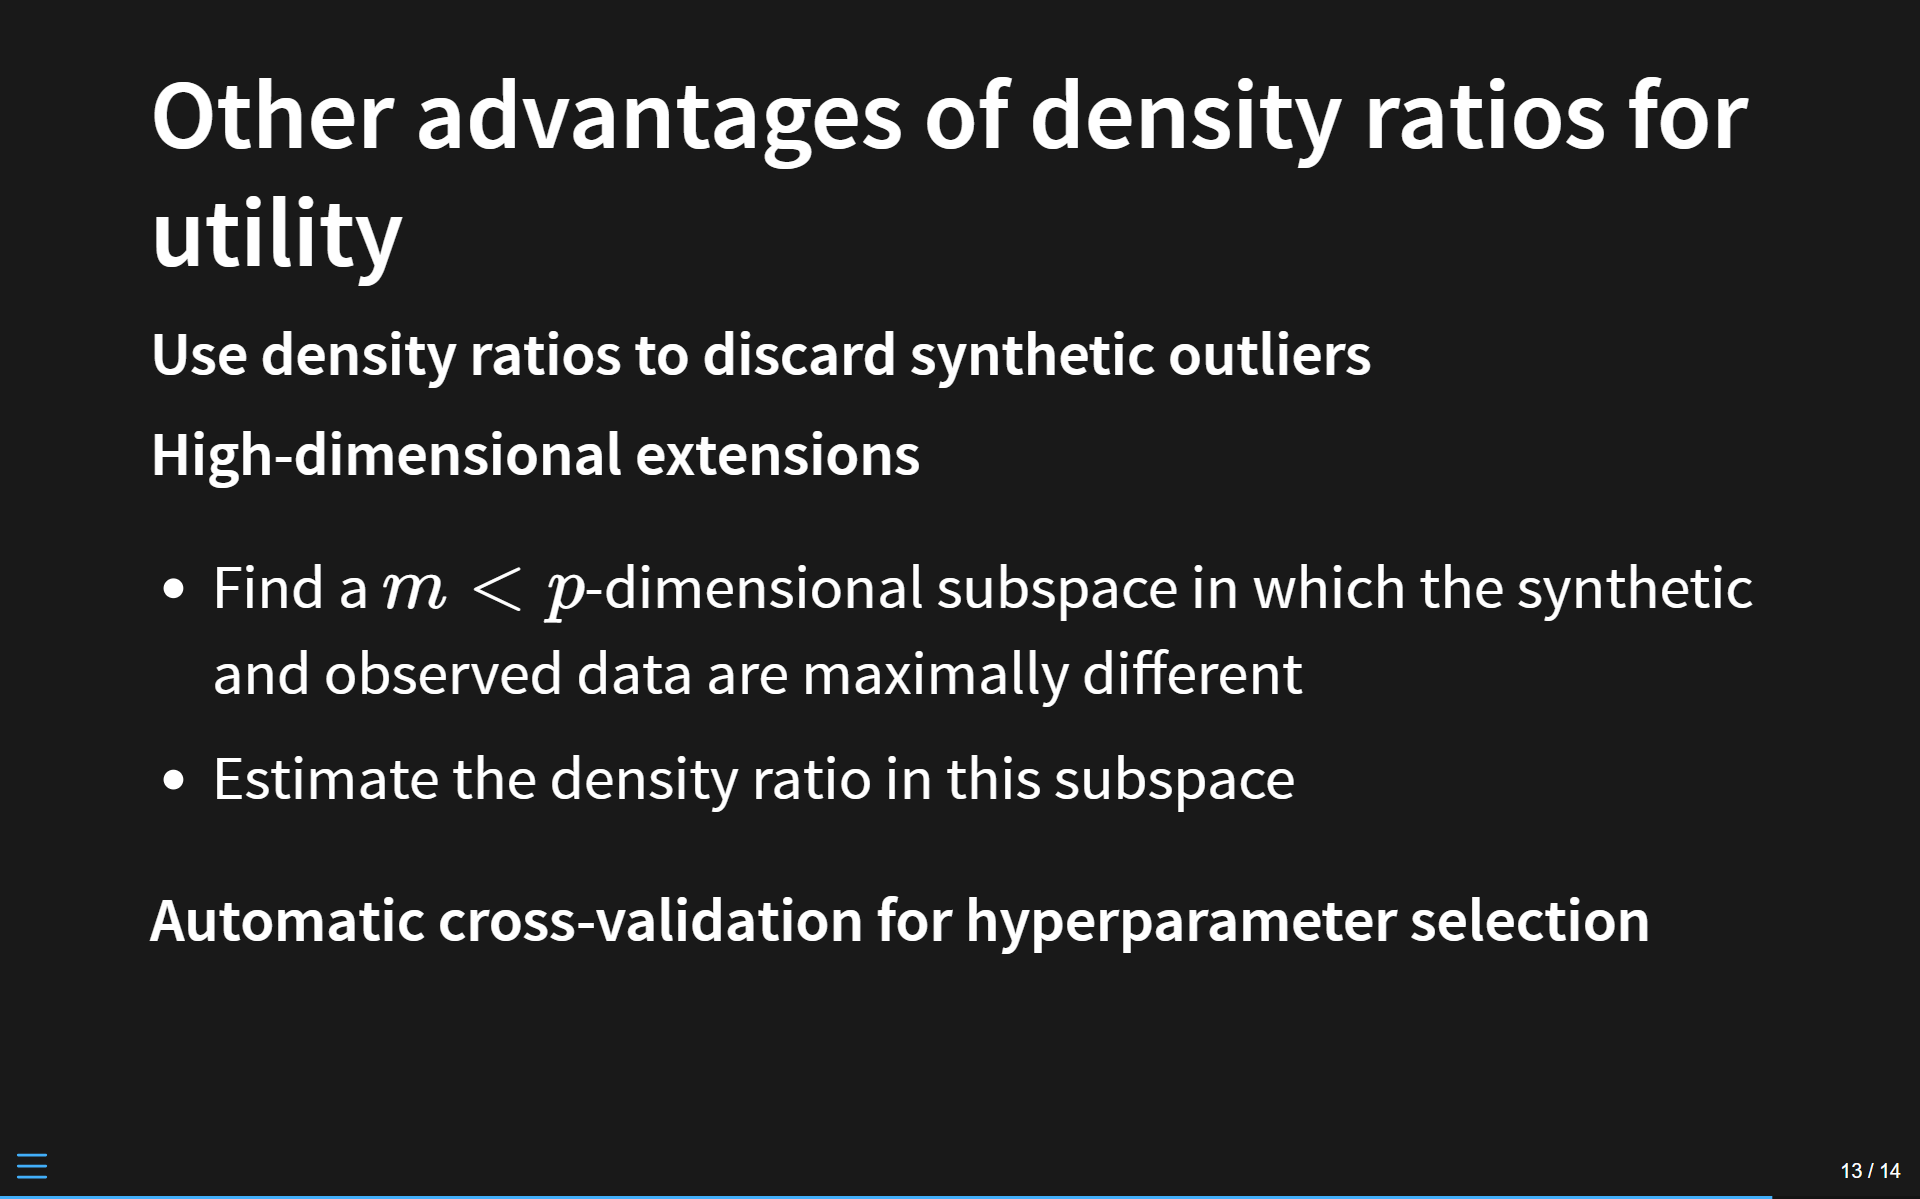 Other advantages of density ratios for
utility
Use density ratios to discard synthetic outliers
High-dimensional extensions
• Find a m < p-dimensional subspace in which the synthetic
and observed data are maximally different
• Estimate the density ratio in this subspace
Automatic cross-validation for hyperparameter selection
13 / 14